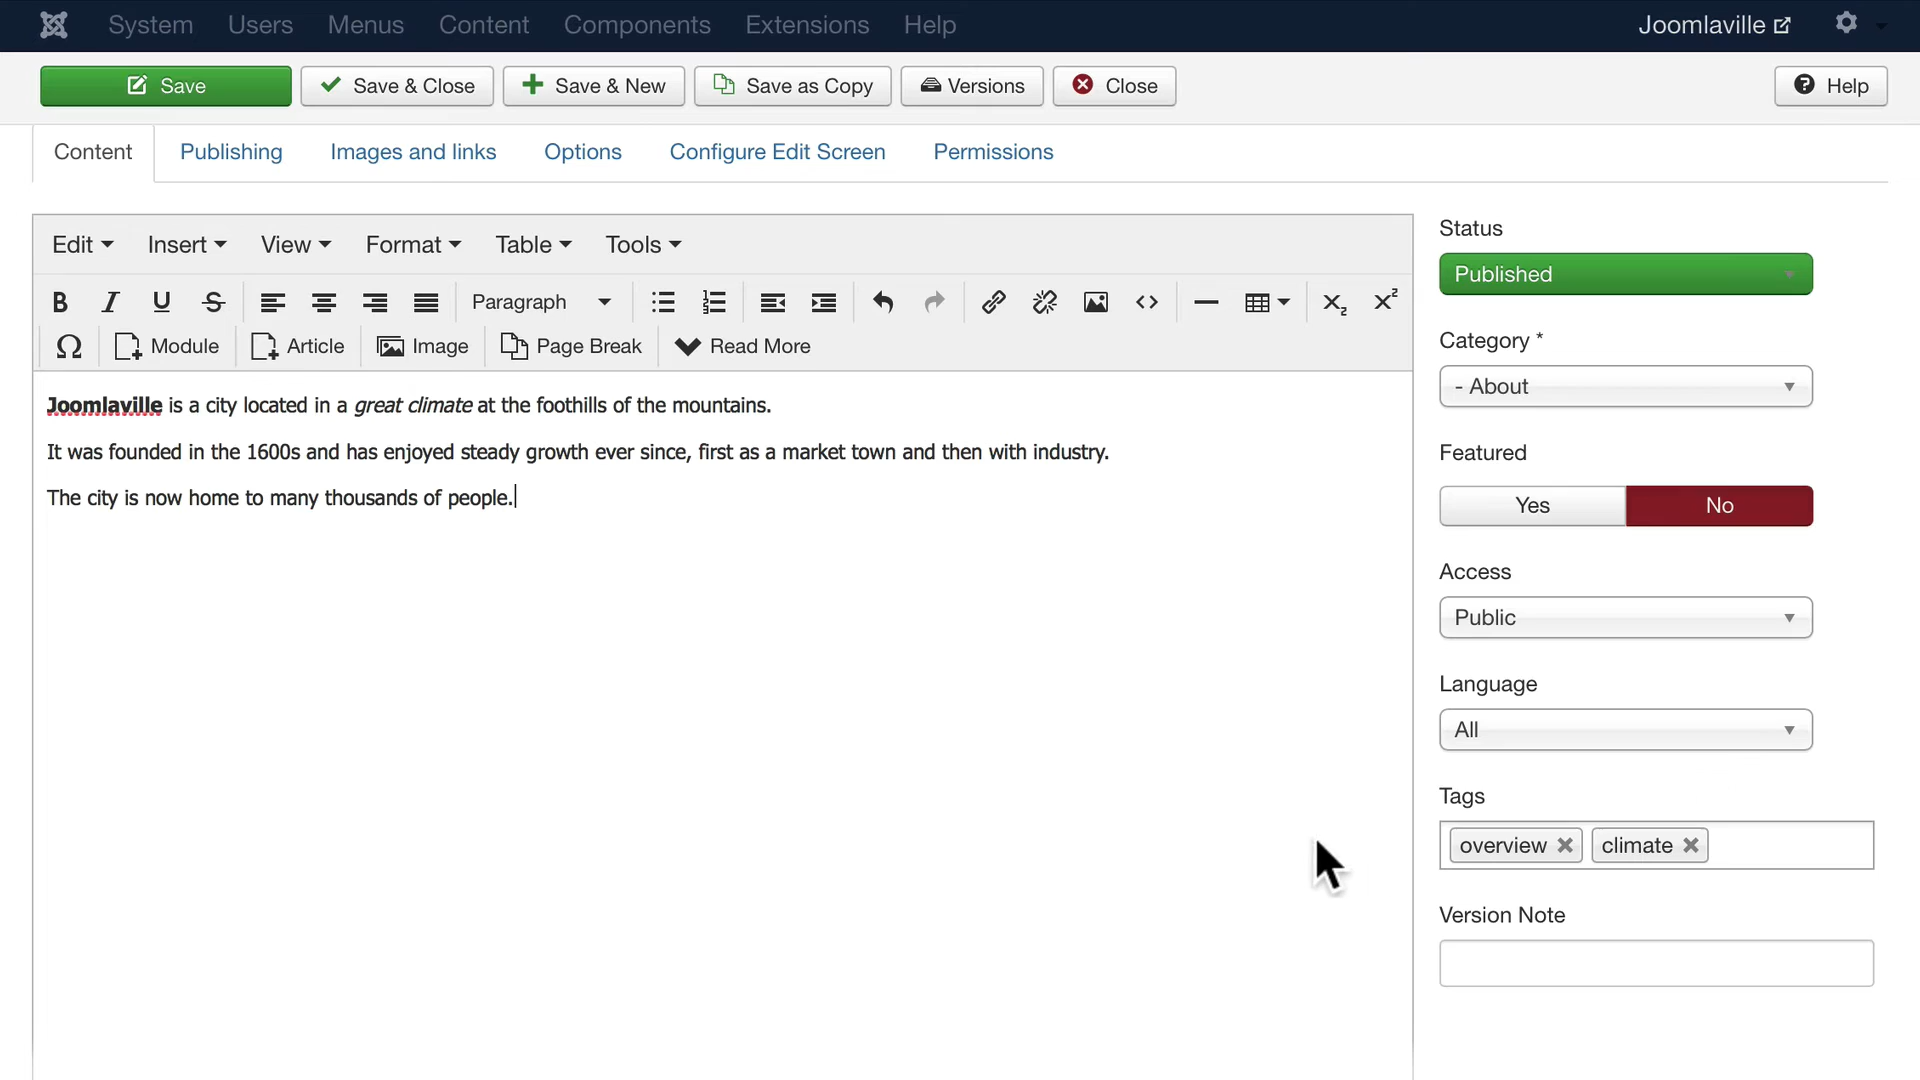 System Users Menus Content Components Extensions Help Joomlaville
Save Save & Close Save & New Save as Copy Versions Close Help
Content Publishing Images and links Options Configure Edit Screen Permissions
Edit Insert View Format Table Tools
B I U S Paragraph X₂ X²
Ω Module Article Image Page Break Read More
Joomlaville is a city located in a great climate at the foothills of the mountains.
It was founded in the 1600s and has enjoyed steady growth ever since, first as a market town and then with industry.
The city is now home to many thousands of people.
Status
Published
Category *
- About
Featured
Yes No
Access
Public
Language
All
Tags
overview climate
Version Note